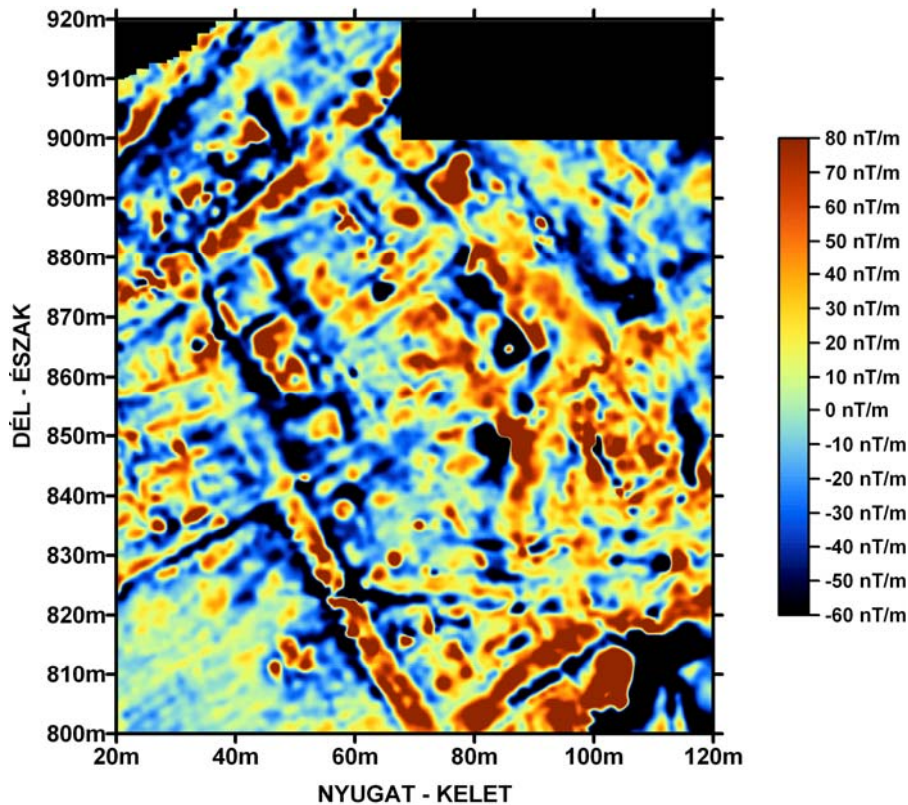 920m
910m
900m
890m
880m
870m
860m
850m
840m
830m
820m
810m
800m
DÉL - ÉSZAK
20m 40m 60m 80m 100m 120m
NYUGAT - KELET
80 nT/m
70 nT/m
60 nT/m
50 nT/m
40 nT/m
30 nT/m
20 nT/m
10 nT/m
0 nT/m
-10 nT/m
-20 nT/m
-30 nT/m
-40 nT/m
-50 nT/m
-60 nT/m